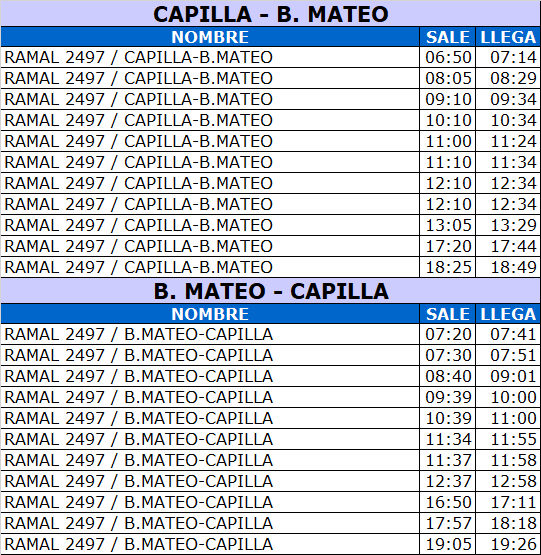 CAPILLA - B. MATEO
NOMBRE SALE LLEGA
RAMAL 2497 / CAPILLA-B.MATEO 06:50 07:14
RAMAL 2497 / CAPILLA-B.MATEO 08:05 08:29
RAMAL 2497 / CAPILLA-B.MATEO 09:10 09:34
RAMAL 2497 / CAPILLA-B.MATEO 10:10 10:34
RAMAL 2497 / CAPILLA-B.MATEO 11:00 11:24
RAMAL 2497 / CAPILLA-B.MATEO 11:10 11:34
RAMAL 2497 / CAPILLA-B.MATEO 12:10 12:34
RAMAL 2497 / CAPILLA-B.MATEO 12:10 12:34
RAMAL 2497 / CAPILLA-B.MATEO 13:05 13:29
RAMAL 2497 / CAPILLA-B.MATEO 17:20 17:44
RAMAL 2497 / CAPILLA-B.MATEO 18:25 18:49
B. MATEO - CAPILLA
NOMBRE SALE LLEGA
RAMAL 2497 / B.MATEO-CAPILLA 07:20 07:41
RAMAL 2497 / B.MATEO-CAPILLA 07:30 07:51
RAMAL 2497 / B.MATEO-CAPILLA 08:40 09:01
RAMAL 2497 / B.MATEO-CAPILLA 09:39 10:00
RAMAL 2497 / B.MATEO-CAPILLA 10:39 11:00
RAMAL 2497 / B.MATEO-CAPILLA 11:34 11:55
RAMAL 2497 / B.MATEO-CAPILLA 11:37 11:58
RAMAL 2497 / B.MATEO-CAPILLA 12:37 12:58
RAMAL 2497 / B.MATEO-CAPILLA 16:50 17:11
RAMAL 2497 / B.MATEO-CAPILLA 17:57 18:18
RAMAL 2497 / B.MATEO-CAPILLA 19:05 19:26